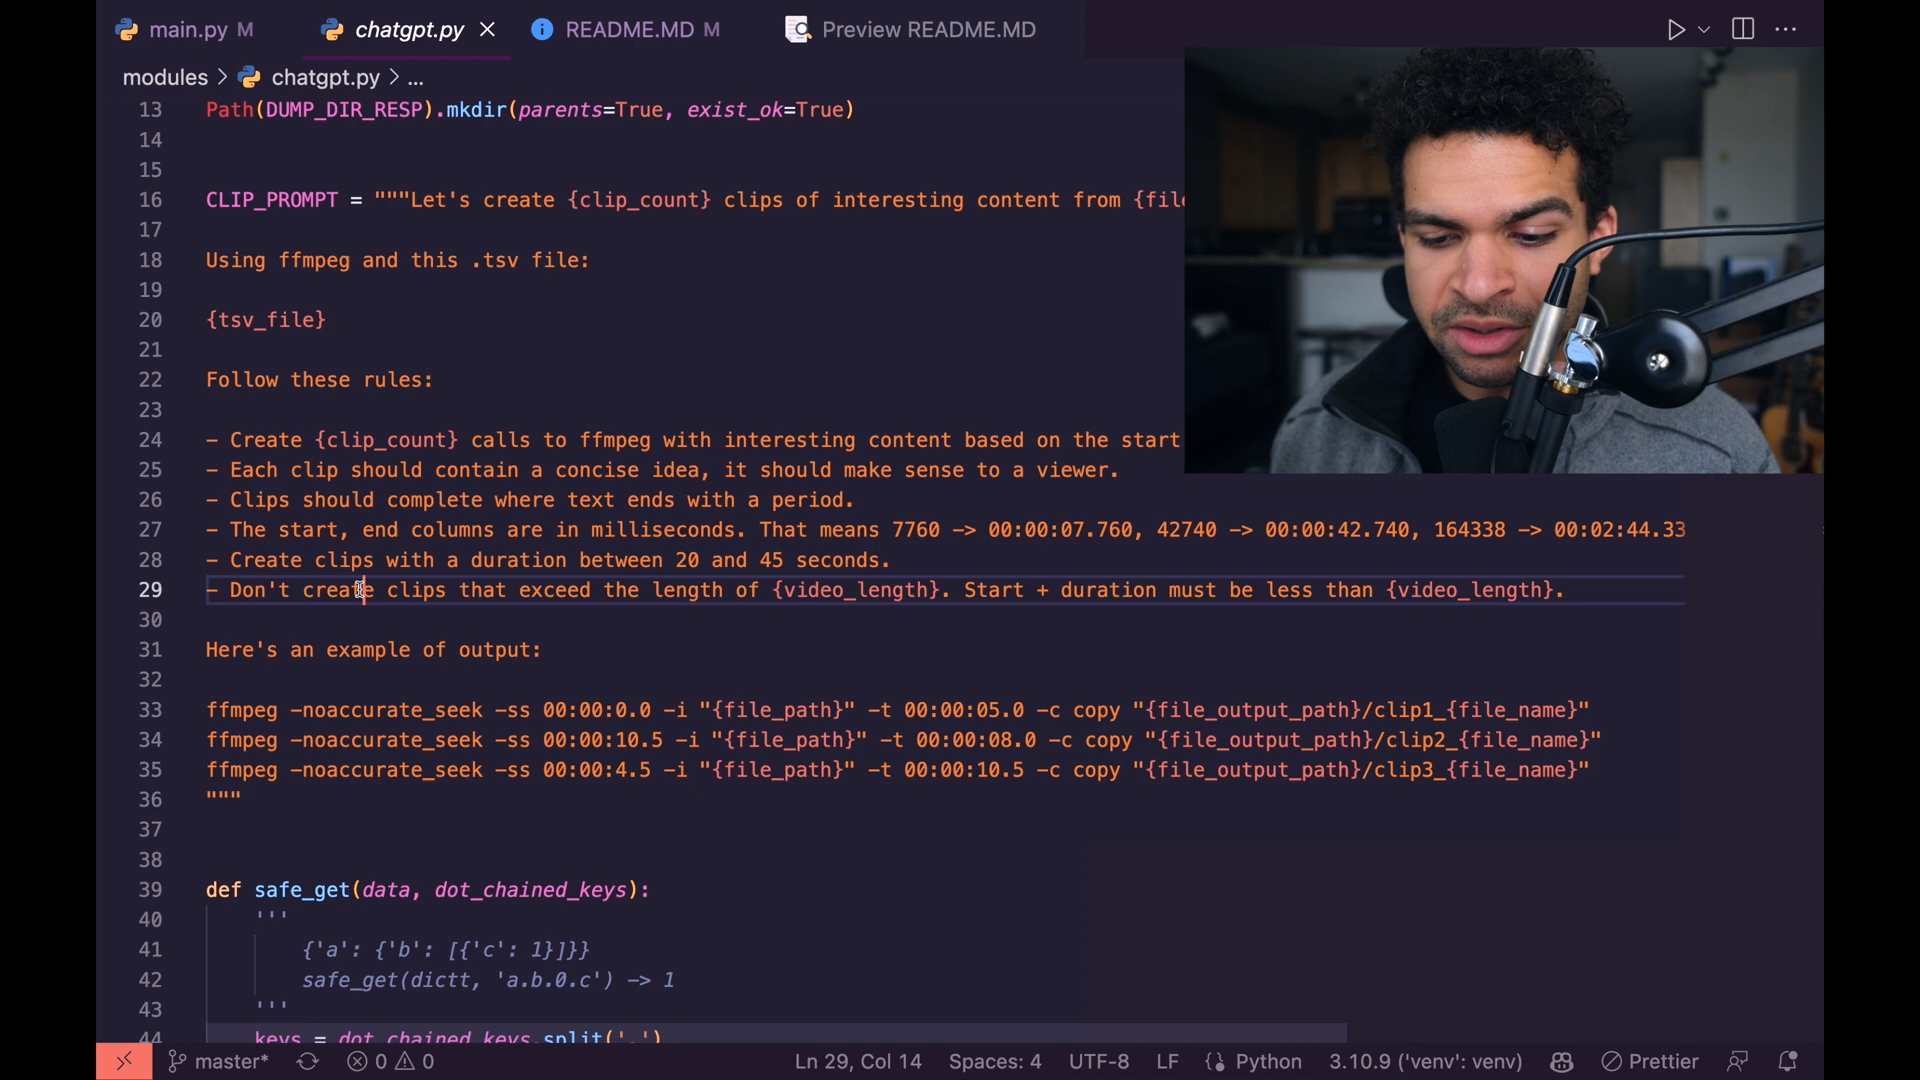 main.py M
chatgpt.py
README.MD M
Preview README.MD
modules > chatgpt.py > ...
13 Path(DUMP_DIR_RESP).mkdir(parents=True, exist_ok=True)
14
15
16 CLIP_PROMPT = """Let's create {clip_count} clips of interesting content from {file
17
18 Using ffmpeg and this .tsv file:
19
20 {tsv_file}
21
22 Follow these rules:
23
24 - Create {clip_count} calls to ffmpeg with interesting content based on the start
25 - Each clip should contain a concise idea, it should make sense to a viewer.
26 - Clips should complete where text ends with a period.
27 - The start, end columns are in milliseconds. That means 7760 -> 00:00:07.760, 42740 -> 00:00:42.740, 164338 -> 00:02:44.33
28 - Create clips with a duration between 20 and 45 seconds.
29 - Don't create clips that exceed the length of {video_length}. Start + duration must be less than {video_length}.
30
31 Here's an example of output:
32
33 ffmpeg -noaccurate_seek -ss 00:00:0.0 -i "{file_path}" -t 00:00:05.0 -c copy "{file_output_path}/clip1_{file_name}"
34 ffmpeg -noaccurate_seek -ss 00:00:10.5 -i "{file_path}" -t 00:00:08.0 -c copy "{file_output_path}/clip2_{file_name}"
35 ffmpeg -noaccurate_seek -ss 00:00:4.5 -i "{file_path}" -t 00:00:10.5 -c copy "{file_output_path}/clip3_{file_name}"
36 """
37
38
39 def safe_get(data, dot_chained_keys):
40 '''
41 {'a': {'b': [{'c': 1}]}}
42 safe_get(dictt, 'a.b.0.c') -> 1
43 '''
44 keys = dot_chained_keys.split('.')
master* 0 0 Ln 29, Col 14 Spaces: 4 UTF-8 LF Python 3.10.9 ('venv': venv) Prettier